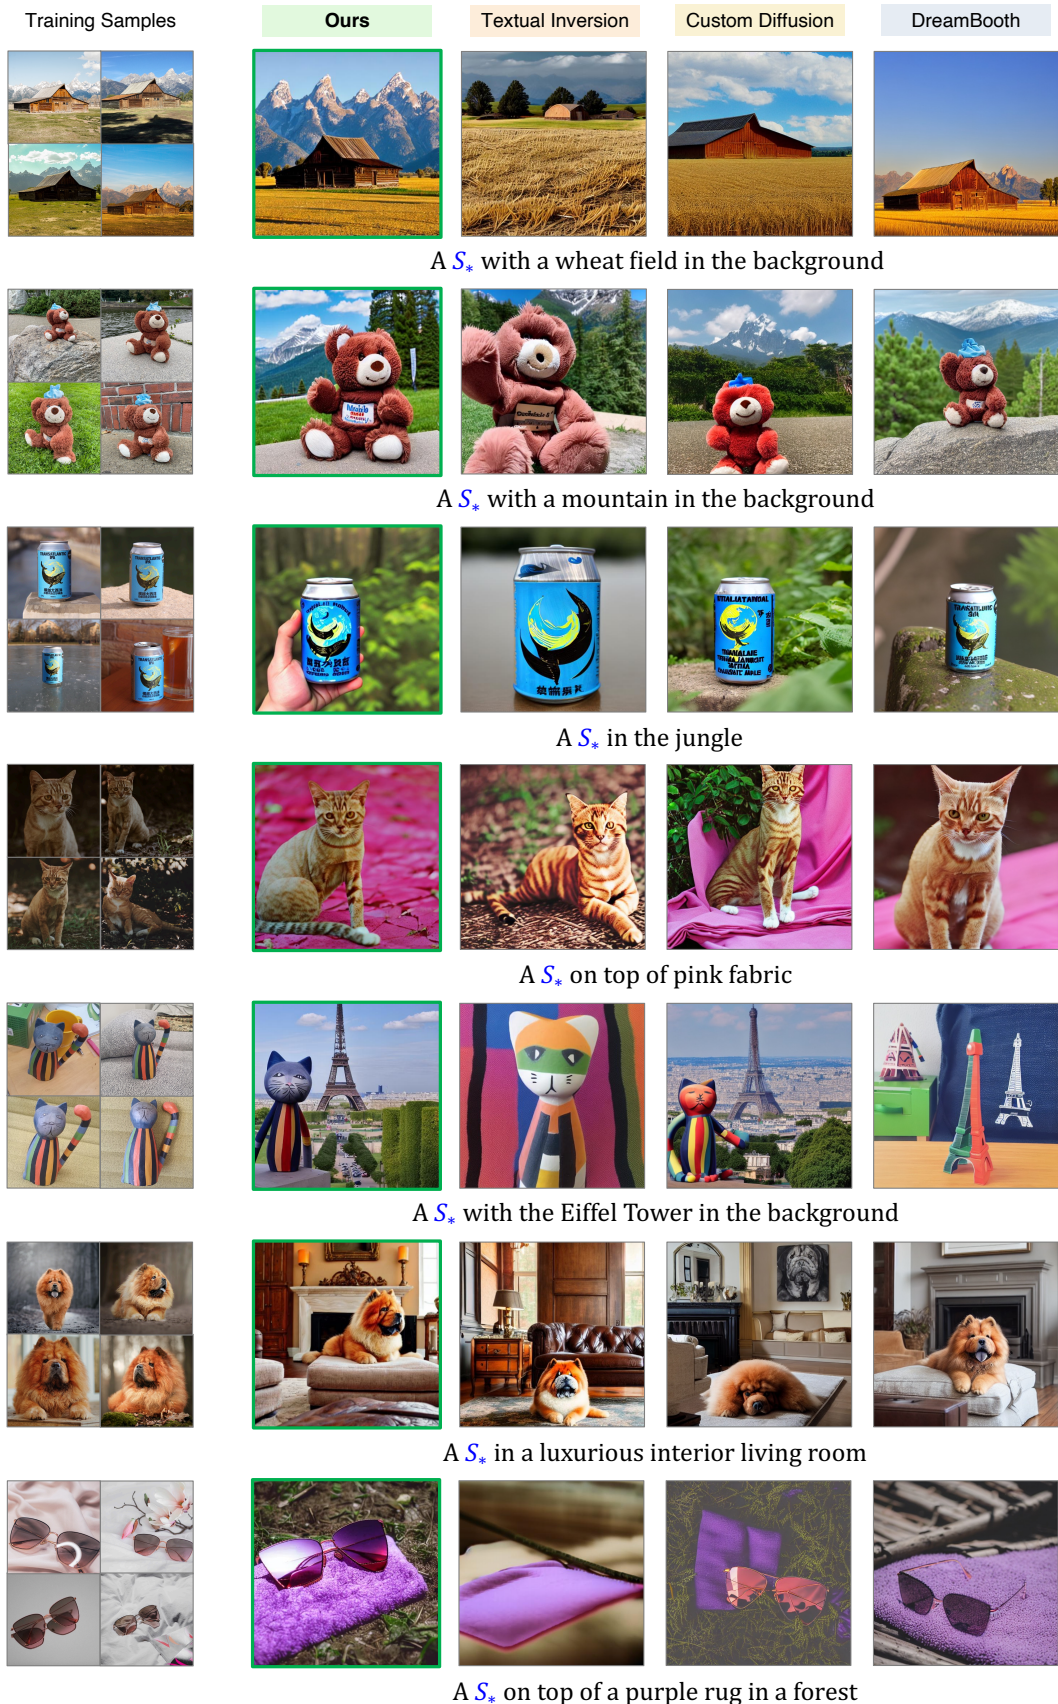 Training Samples
Ours
Textual Inversion
Custom Diffusion
DreamBooth
A S* with a wheat field in the background
A S* with a mountain in the background
A S* in the jungle
A S* on top of pink fabric
A S* with the Eiffel Tower in the background
A S* in a luxurious interior living room
A S* on top of a purple rug in a forest